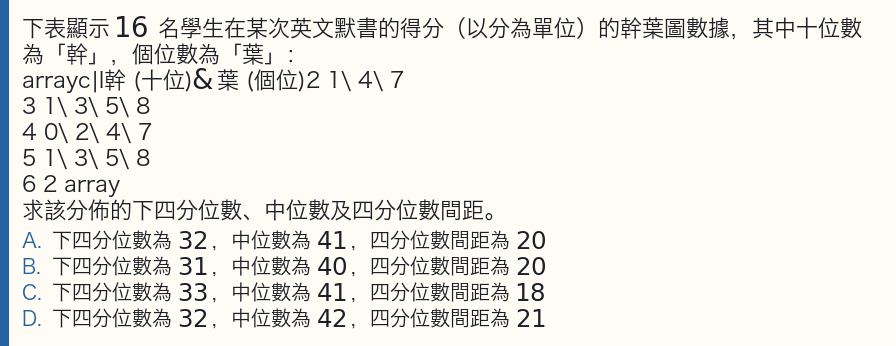 下表顯示 16 名學生在某次英文默書的得分（以分為單位）的幹葉圖數據，其中十位數
為「幹」，個位數為「葉」：
arrayc|l幹 (十位)& 葉 (個位)2 1\ 4\ 7
3 1\ 3\ 5\ 8
4 0\ 2\ 4\ 7
5 1\ 3\ 5\ 8
6 2 array
求該分佈的下四分位數、中位數及四分位數間距。
A. 下四分位數為 32，中位數為 41，四分位數間距為 20
B. 下四分位數為 31，中位數為 40，四分位數間距為 20
C. 下四分位數為 33，中位數為 41，四分位數間距為 18
D. 下四分位數為 32，中位數為 42，四分位數間距為 21